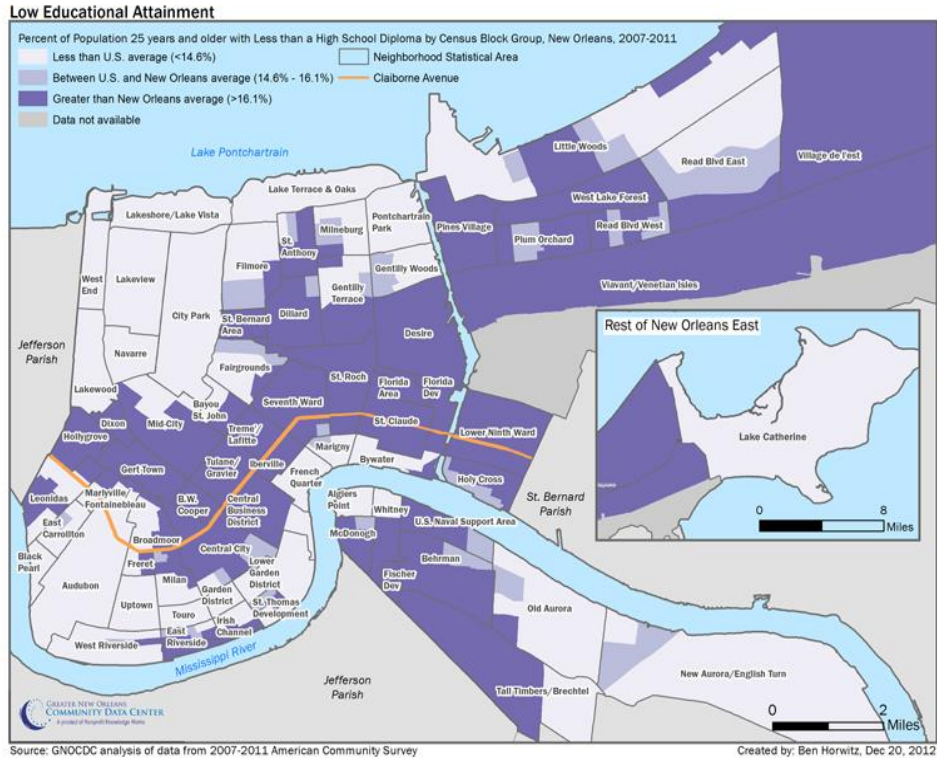 Low Educational Attainment
Percent of Population 25 years and older with Less than a High School Diploma by Census Block Group, New Orleans, 2007-2011
Less than U.S. average (<14.6%)
Neighborhood Statistical Area
Between U.S. and New Orleans average (14.6% - 16.1%)
Claiborne Avenue
Greater than New Orleans average (>16.1%)
Data not available
Lake Pontchartrain
Little Woods
Read Blvd East
Village de l'est
Lake Terrace & Oaks
Lakeshore/Lake Vista
West Lake Forest
Pontchartrain
Park
Milneburg
Pines Village
Plum Orchard
Read Blvd West
St.
Anthony
Filmore
Gentilly Woods
West
End
Lakeview
Gentilly
Terrace
Viavant/Venetian Isles
City Park
St. Bernard
Area
Dillard
Desire
Rest of New Orleans East
Jefferson
Parish
Navarre
Fairgrounds
St. Roch
Florida
Area
Florida
Dev
Lakewood
Bayou
St. John
Seventh Ward
Dixon
Mid-City
St. Claude
Lower Ninth Ward
Hollygrove
Treme/
Lafitte
Lake Catherine
Marigny
Bywater
Gert Town
Tulane/
Gravier
Iberville
French
Quarter
Holy Cross
Leonidas
Marlyville/
Fontainebleau
B.W.
Cooper
Central
Business
District
Algiers
Point
Whitney
St. Bernard
Parish
0 8
Miles
East
Carrollton
U.S. Naval Support Area
McDonogh
Broadmoor
Central City
Black
Pearl
Freret
Lower
Garden
District
Behrman
Milan
Fischer
Dev
Audubon
Garden
District
St. Thomas
Development
Uptown
Touro
Irish
Channel
Old Aurora
East
Riverside
West Riverside
Mississippi River
New Aurora/English Turn
Jefferson
Parish
Tall Timbers/Brechtel
0 2
Miles
GREATER NEW ORLEANS
COMMUNITY DATA CENTER
A product of Nonprofit Knowledge Works
Source: GNOCDC analysis of data from 2007-2011 American Community Survey
Created by: Ben Horwitz, Dec 20, 2012